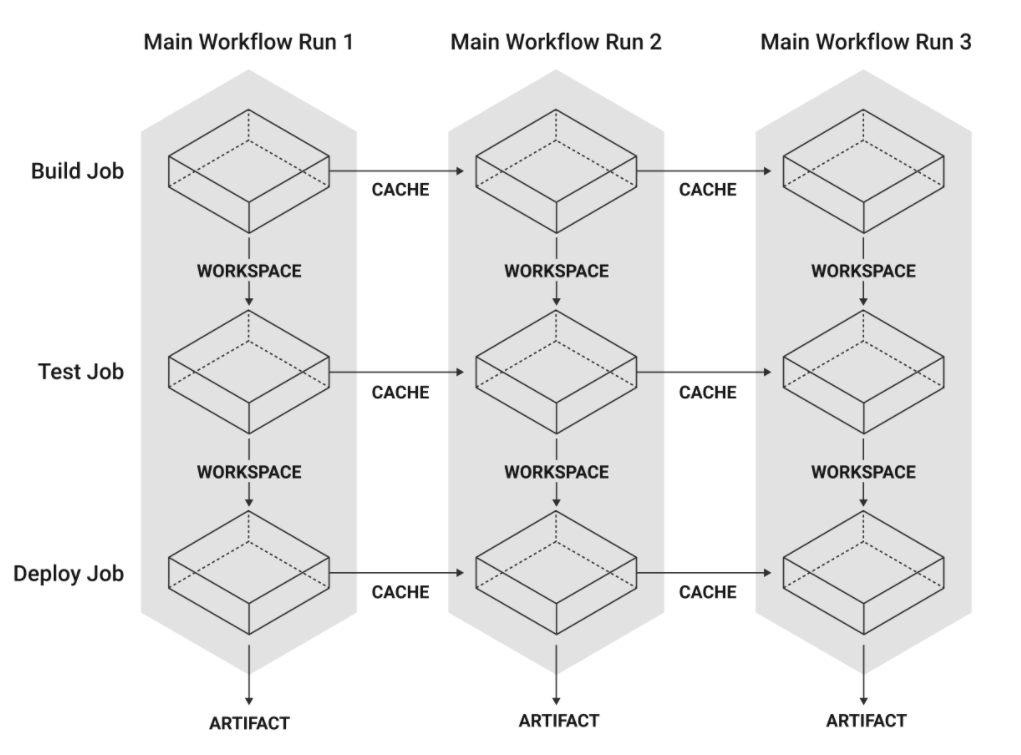 Main Workflow Run 1
Main Workflow Run 2
Main Workflow Run 3
Build Job
CACHE
CACHE
WORKSPACE
WORKSPACE
WORKSPACE
Test Job
CACHE
CACHE
WORKSPACE
WORKSPACE
WORKSPACE
Deploy Job
CACHE
CACHE
ARTIFACT
ARTIFACT
ARTIFACT